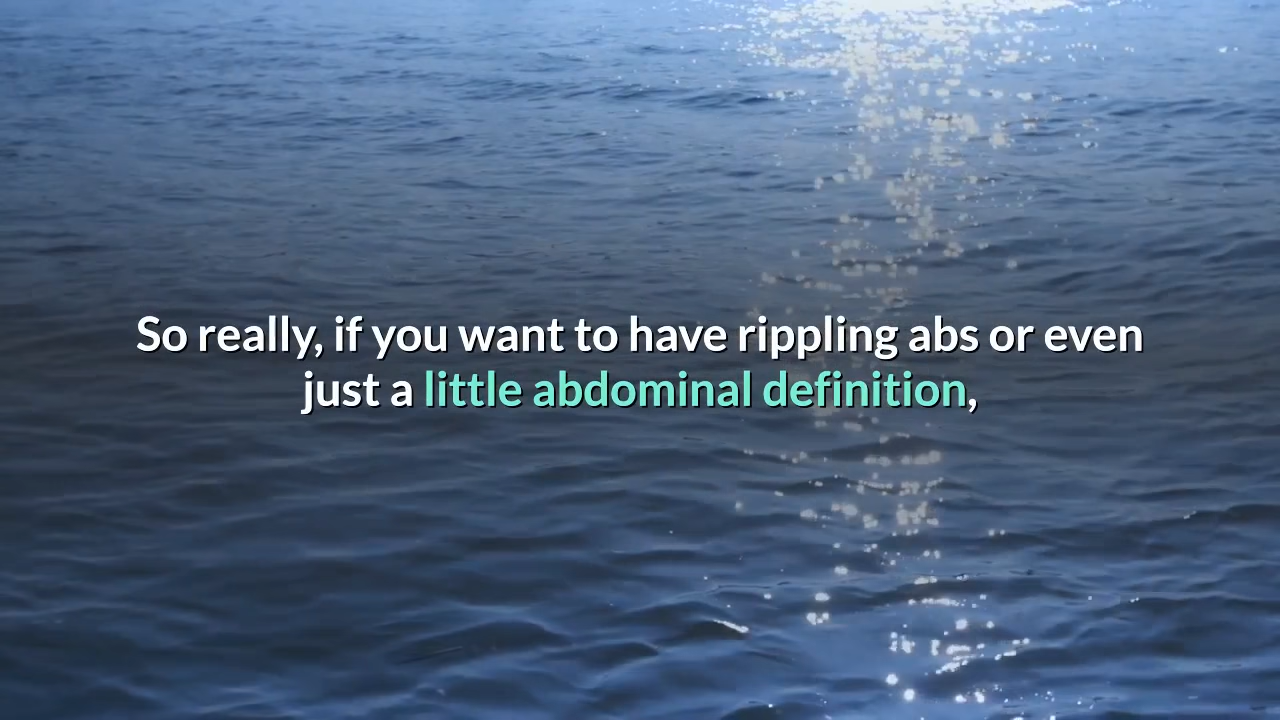 So really, if you want to have rippling abs or even
just a little abdominal definition,